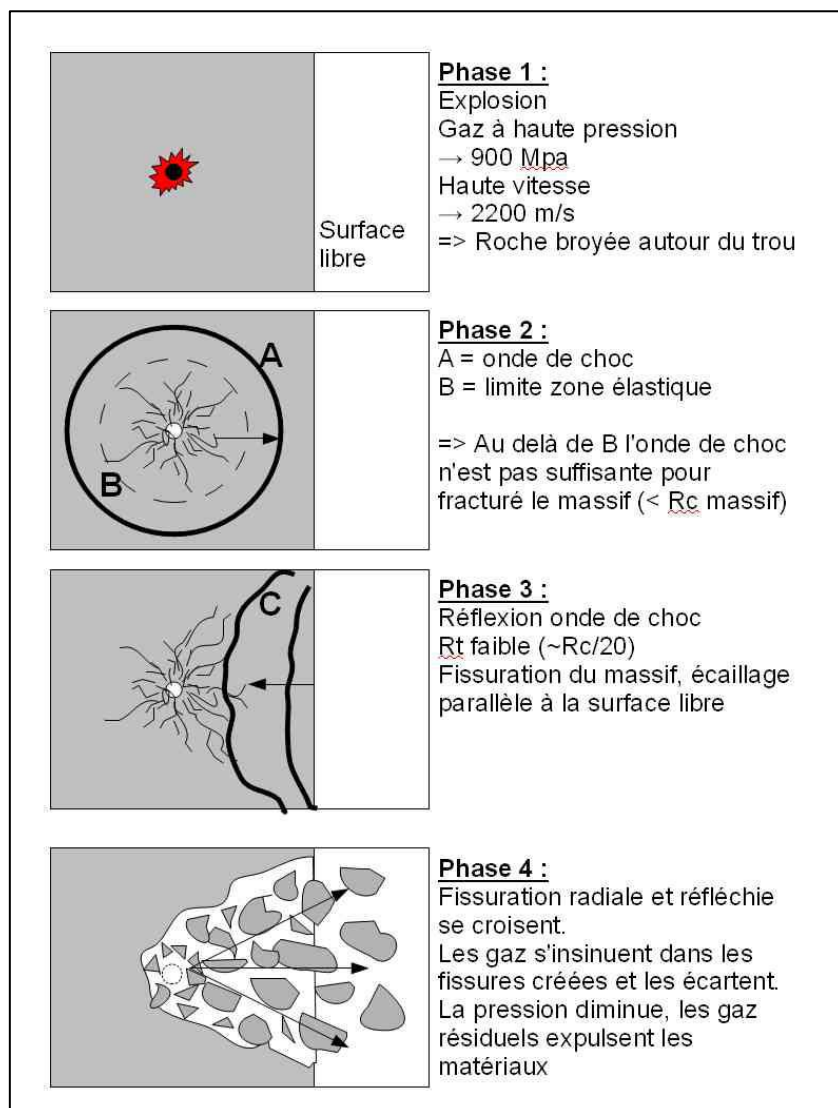 Phase 1 :
Explosion
Gaz à haute pression
→ 900 Mpa
Haute vitesse
→ 2200 m/s
=> Roche broyée autour du trou
Surface
libre
Phase 2 :
A = onde de choc
B = limite zone élastique
=> Au delà de B l'onde de choc
n'est pas suffisante pour
fracturé le massif (< Rc massif)
A
B
Phase 3 :
Réflexion onde de choc
Rt faible (~Rc/20)
Fissuration du massif, écaillage
parallèle à la surface libre
C
Phase 4 :
Fissuration radiale et réfléchie
se croisent.
Les gaz s'insinuent dans les
fissures créées et les écartent.
La pression diminue, les gaz
résiduels expulsent les
matériaux